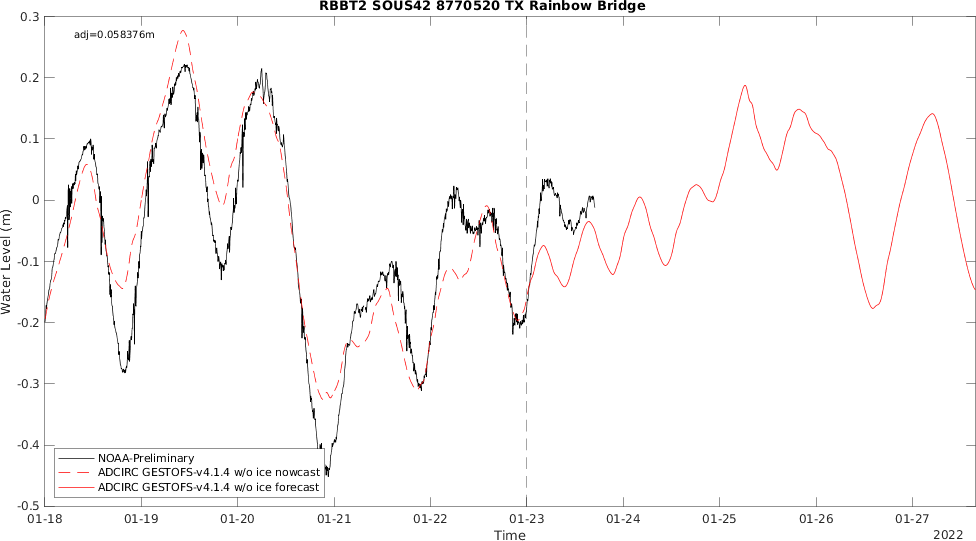 RBBT2 SOUS42 8770520 TX Rainbow Bridge
adj=0.058376m
0.3
0.2
0.1
0
-0.1
-0.2
-0.3
-0.4
-0.5
Water Level (m)
NOAA-Preliminary
ADCIRC GESTOFS-v4.1.4 w/o ice nowcast
ADCIRC GESTOFS-v4.1.4 w/o ice forecast
01-18 01-19 01-20 01-21 01-22 01-23 01-24 01-25 01-26 01-27
Time
2022